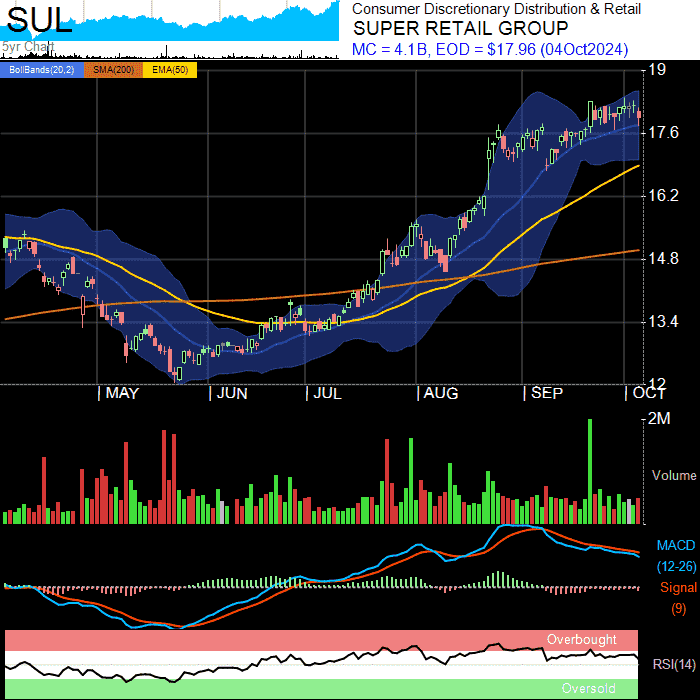 SUL
5yr Chart
Consumer Discretionary Distribution & Retail
SUPER RETAIL GROUP
MC = 4.1B, EOD = $17.96 (04Oct2024)
BollBands(20,2) SMA(200) EMA(50)
19
17.6
16.2
14.8
13.4
12
MAY JUN JUL AUG SEP OCT
2M
Volume
MACD
(12-26)
Signal
(9)
Overbought
RSI(14)
Oversold